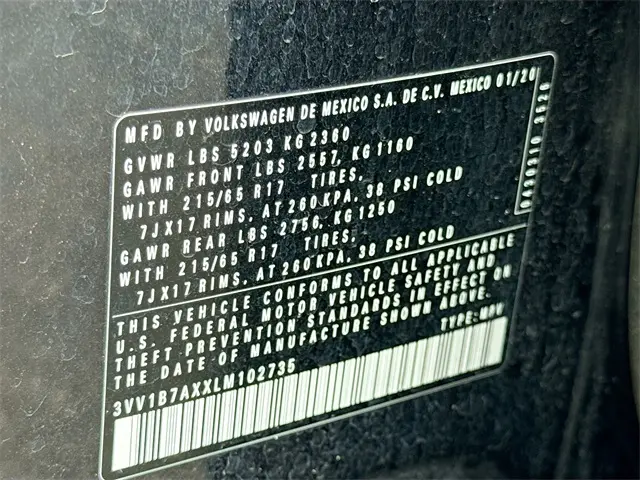 MFD BY VOLKSWAGEN DE MEXICO S.A. DE C.V. MEXICO 01/20
GVWR LBS 5203 KG 2360
GAWR FRONT LBS 2557, KG 1160
WITH 215/65 R17 TIRES,
7JX17 RIMS, AT 260 KPA, 38 PSI COLD
GAWR REAR LBS 2756, KG 1250
WITH 215/65 R17 TIRES,
7JX17 RIMS, AT 260 KPA, 38 PSI COLD
THIS VEHICLE CONFORMS TO ALL APPLICABLE
U.S. FEDERAL MOTOR VEHICLE SAFETY AND
THEFT PREVENTION STANDARDS IN EFFECT ON
THE DATE OF MANUFACTURE SHOWN ABOVE.
TYPE: MPV
3VV1B7AXXLM102735